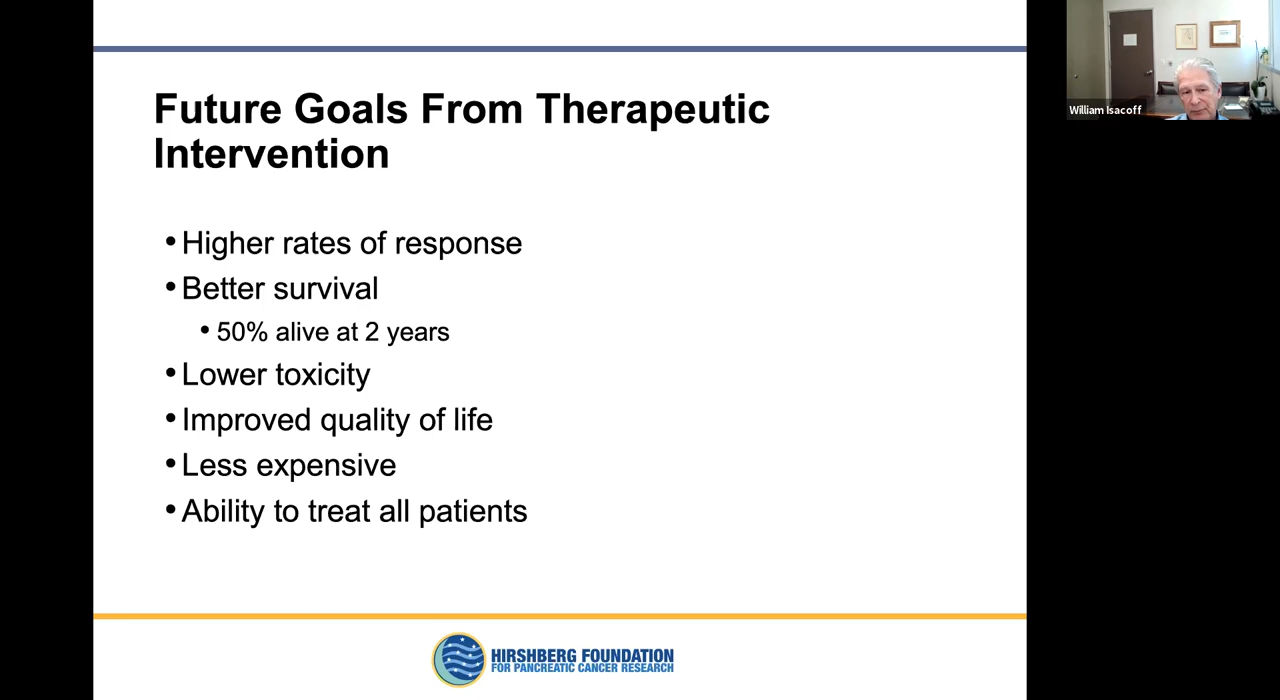 Future Goals From Therapeutic
Intervention
• Higher rates of response
• Better survival
• 50% alive at 2 years
• Lower toxicity
• Improved quality of life
• Less expensive
• Ability to treat all patients
HIRSHBERG FOUNDATION
FOR PANCREATIC CANCER RESEARCH
William Isacoff